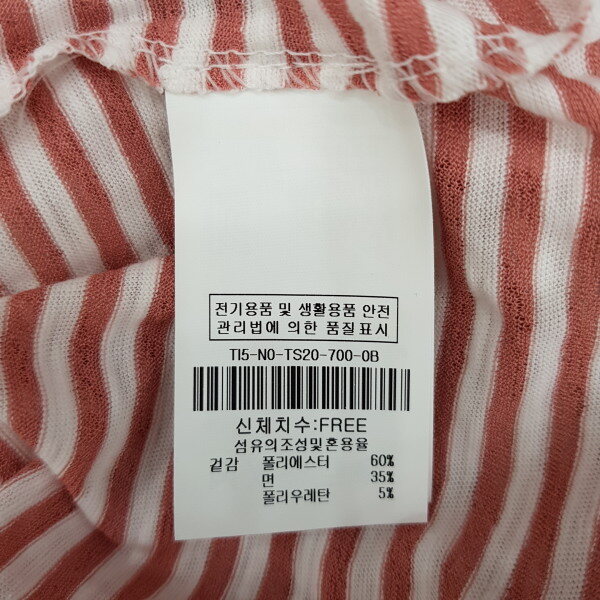 전기용품 및 생활용품 안전
관리법에 의한 품질표시
TI5-NO-TS20-700-OB
신체치수:FREE
섬유의조성및혼용율
겉감 폴리에스터 60%
면 35%
폴리우레탄 5%